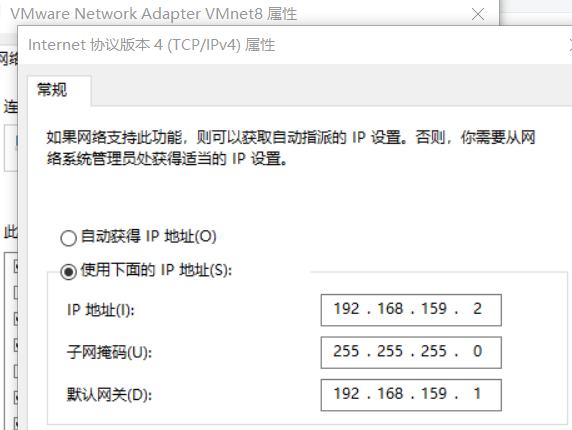 VMware Network Adapter VMnet8 属性
Internet 协议版本 4 (TCP/IPv4) 属性
网络
连
常规
如果网络支持此功能，则可以获取自动指派的 IP 设置。否则，你需要从网
络系统管理员处获得适当的 IP 设置。
此
自动获得 IP 地址(O)
使用下面的 IP 地址(S):
IP 地址(I): 192 . 168 . 159 . 2
子网掩码(U): 255 . 255 . 255 . 0
默认网关(D): 192 . 168 . 159 . 1